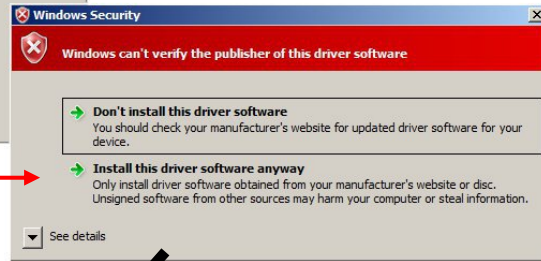 Windows Security
Windows can't verify the publisher of this driver software
Don't install this driver software
You should check your manufacturer's website for updated driver software for your
device.
Install this driver software anyway
Only install driver software obtained from your manufacturer's website or disc.
Unsigned software from other sources may harm your computer or steal information.
See details